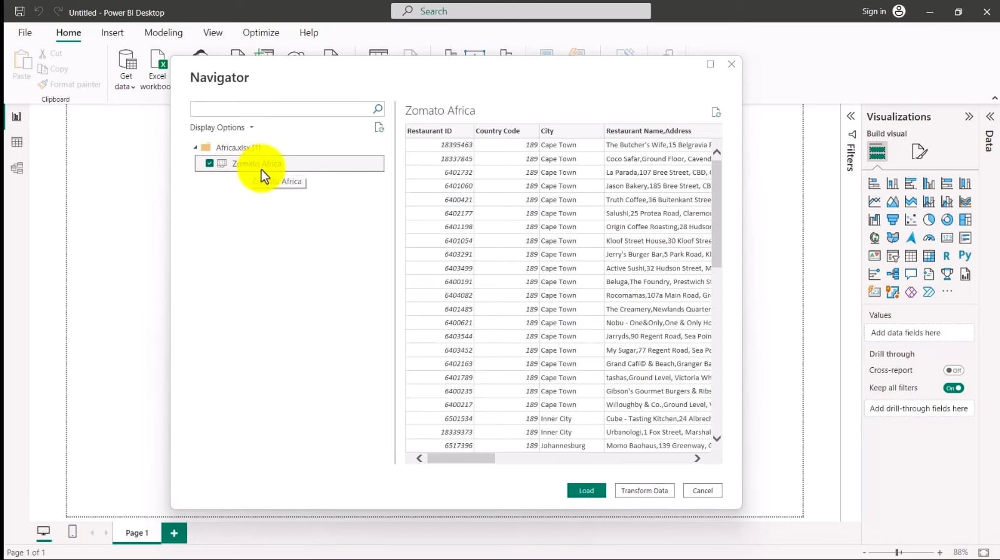 Untitled - Power BI Desktop
Search
Sign in
File
Home
Insert
Modeling
View
Optimize
Help
Paste
Cut
Copy
Format painter
Clipboard
Get data
Excel workboo
Navigator
Display Options
Africa.xlsx [1]
Zomato Africa
Zomato Africa
Zomato Africa
Restaurant ID Country Code City Restaurant Name,Address
18395463 189 Cape Town The Butcher's Wife,15 Belgravia R
18337845 189 Cape Town Coco Safar,Ground Floor, Cavend
6401732 189 Cape Town La Parada,107 Bree Street, CBD, C
6401060 189 Cape Town Jason Bakery,185 Bree Street, CB
6400421 189 Cape Town Truth Coffee,36 Buitenkant Stree
6402177 189 Cape Town Salushi,25 Protea Road, Claremor
6401198 189 Cape Town Origin Coffee Roasting,28 Hudsor
6401054 189 Cape Town Kloof Street House,30 Kloof Stree
6403291 189 Cape Town Jerry's Burger Bar,5 Park Road, Kl
6403499 189 Cape Town Active Sushi,32 Hudson Street, M
6400191 189 Cape Town Beluga,The Foundry, Prestwich St
6404082 189 Cape Town Rocomamas,107a Main Road, Gr
6401485 189 Cape Town The Creamery,Newlands Quarter
6400621 189 Cape Town Nobu - One&Only,One & Only Ho
6403544 189 Cape Town Jarryds,90 Regent Road, Sea Poin
6403452 189 Cape Town My Sugar,77 Regent Road, Sea Pc
6402163 189 Cape Town Grand Cafí© & Beach,Granger Ba
6401789 189 Cape Town tashas,Ground Level, Victoria Wh
6400235 189 Cape Town Gibson's Gourmet Burgers & Ribs
6400217 189 Cape Town Willoughby & Co.,Ground Level, V
6501534 189 Inner City Cube - Tasting Kitchen,24 Albrech
18339373 189 Inner City Urbanologi,1 Fox Street, Marshal
6517396 189 Johannesburg Momo Baohaus,139 Greenway, G
Load
Transform Data
Cancel
Filters
Visualizations
Build visual
123
R
Py
123
Values
Add data fields here
Drill through
Cross-report
Off
Keep all filters
On
Add drill-through fields here
Data
Page 1
+
Page 1 of 1
- + 88%